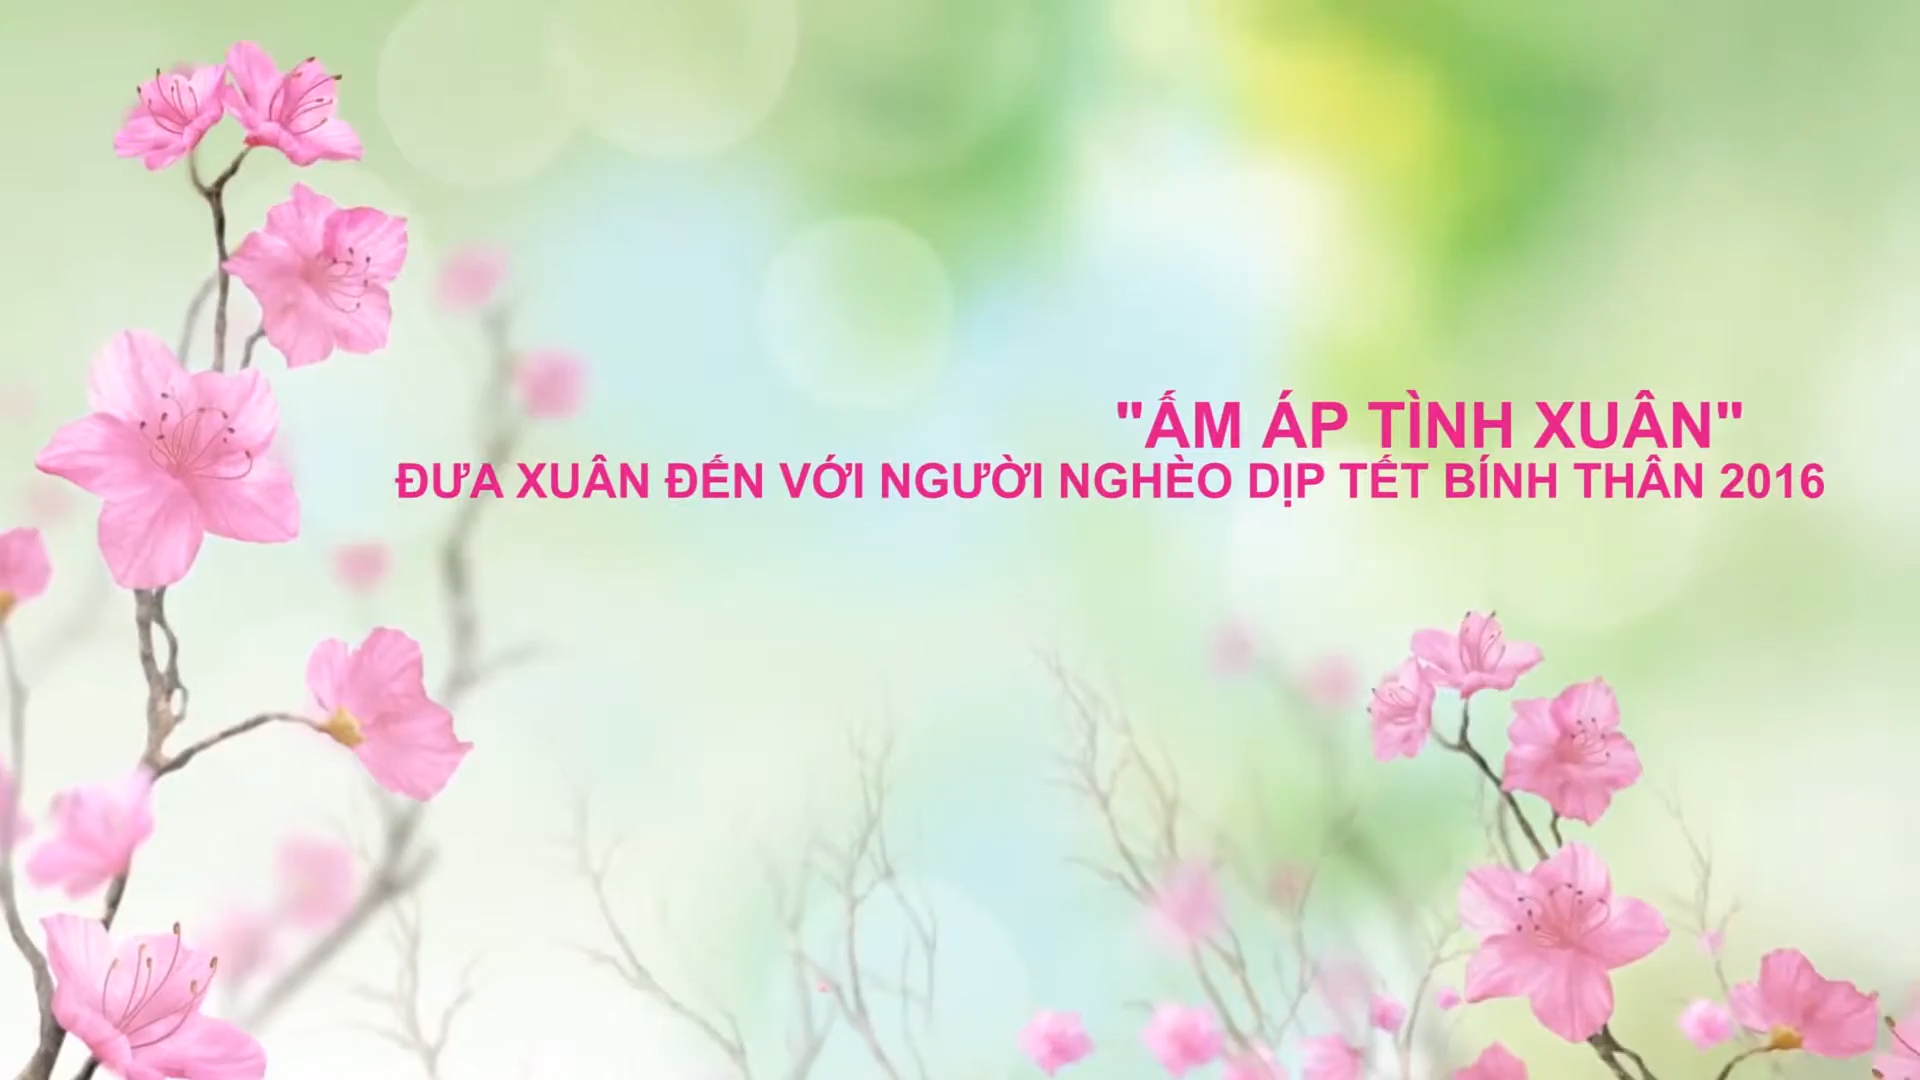 "ẤM ÁP TÌNH XUÂN"
ĐƯA XUÂN ĐẾN VỚI NGƯỜI NGHÈO DỊP TẾT BÍNH THÂN 2016